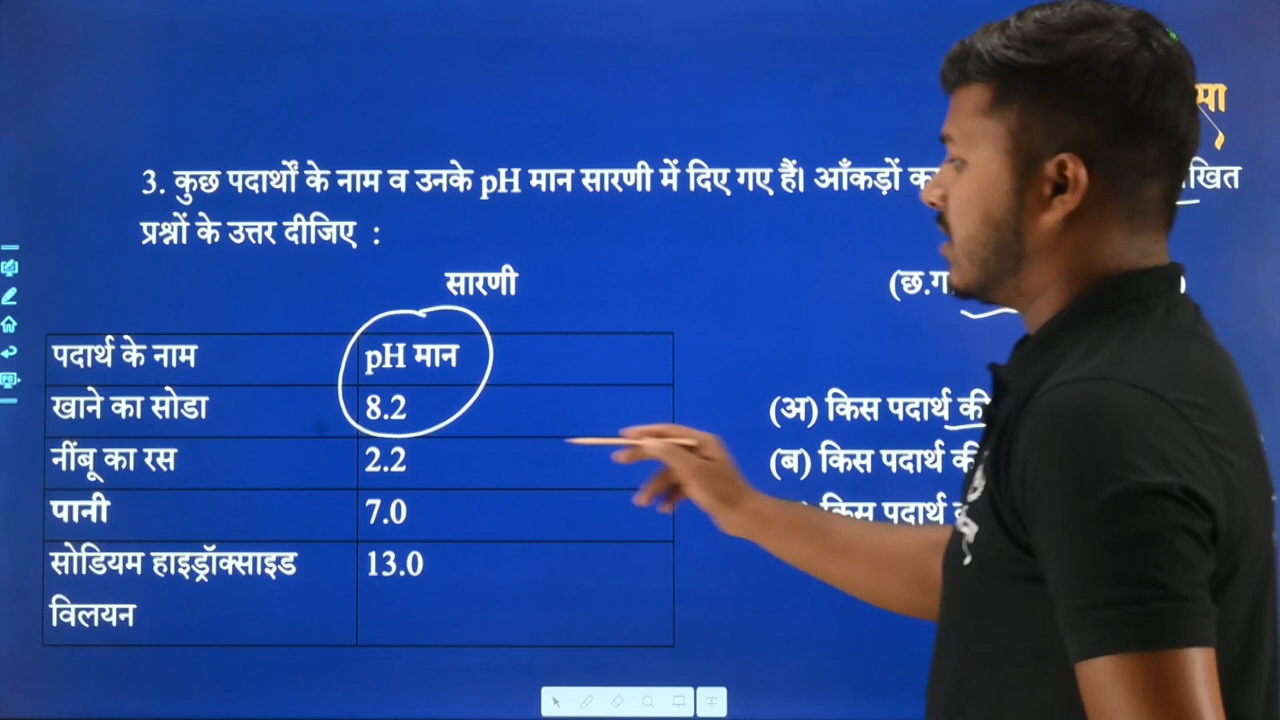 मा
3. कुछ पदार्थों के नाम व उनके pH मान सारणी में दिए गए हैं। आँकड़ों
प्रश्नों के उत्तर दीजिए :
सारणी
(छ.ग
पदार्थ के नाम pH मान
खाने का सोडा 8.2
(अ) किस पदार्थ की
नींबू का रस 2.2
(ब) किस पदार्थ की
पानी 7.0
किस पदार्थ
सोडियम हाइड्रॉक्साइड 13.0
विलयन